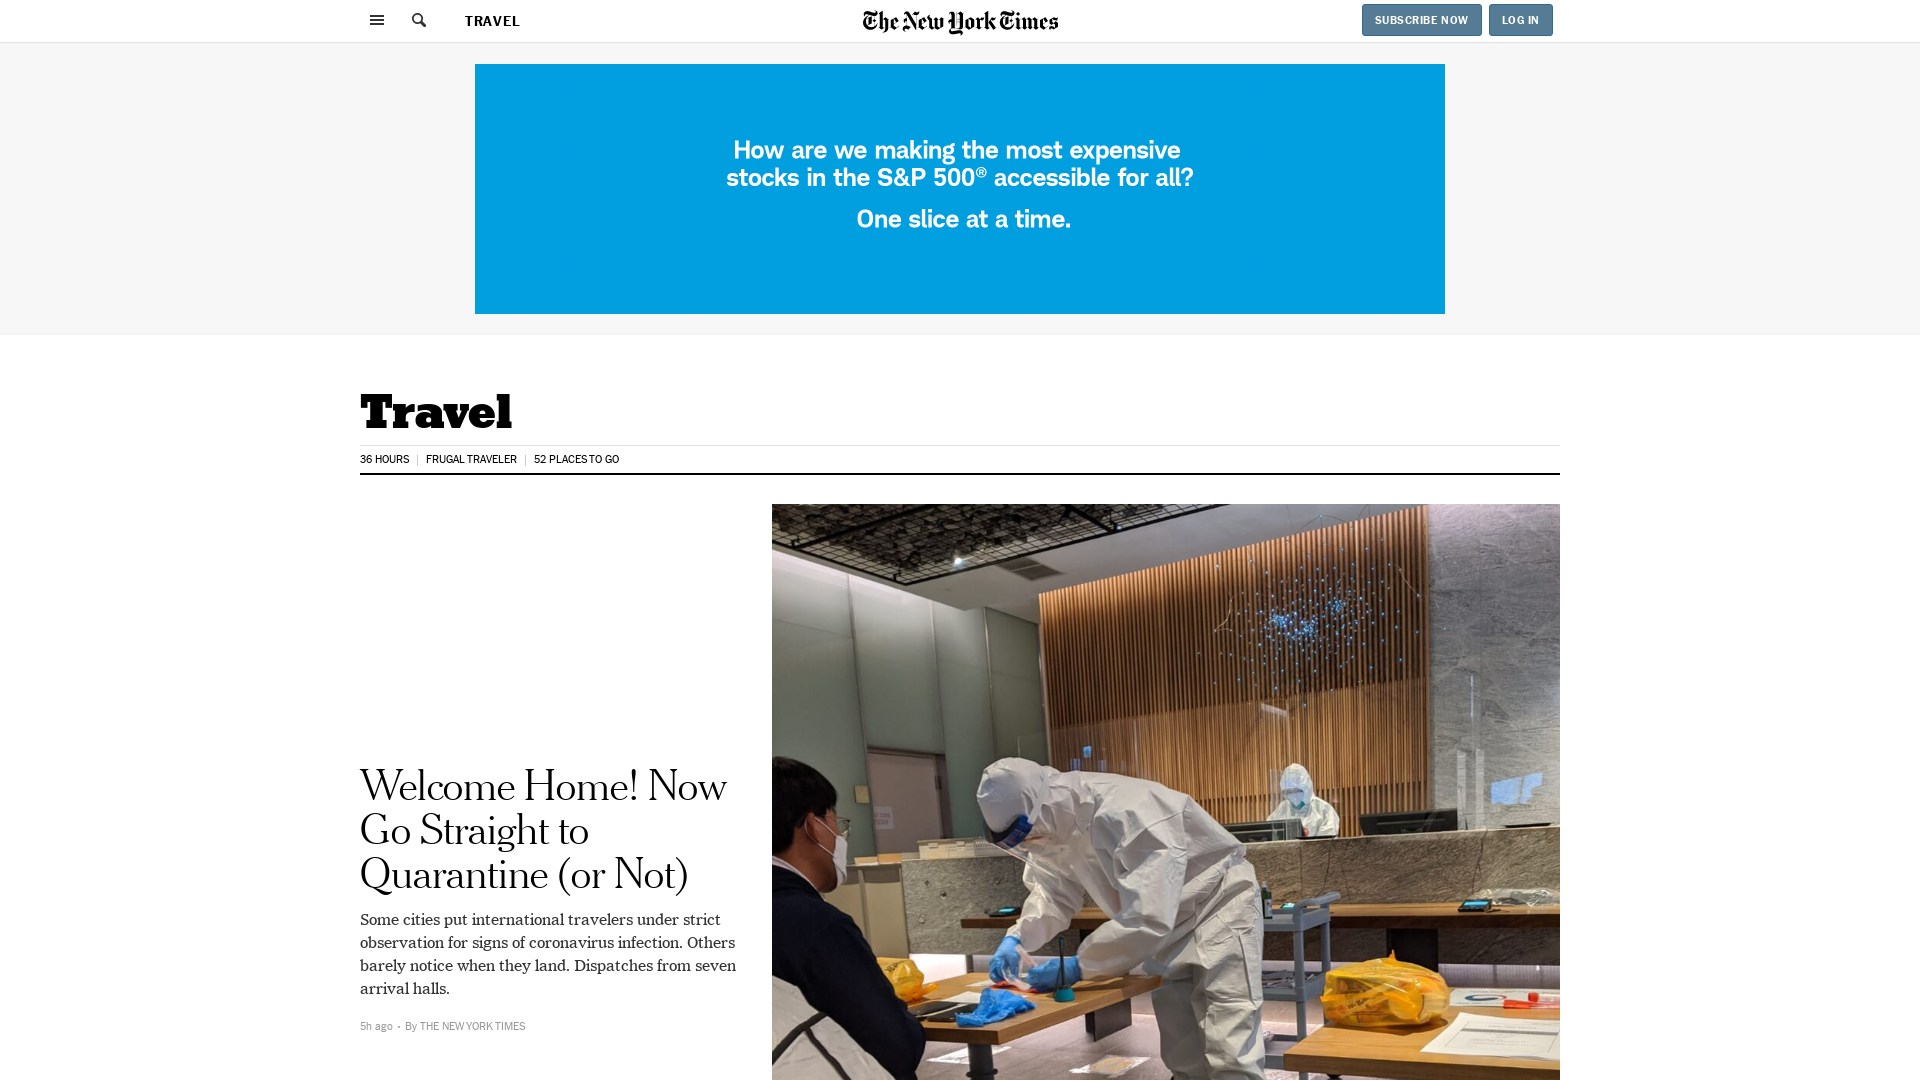 TRAVEL
The New York Times
SUBSCRIBE NOW
LOG IN
How are we making the most expensive
stocks in the S&P 500® accessible for all?
One slice at a time.
Travel
36 HOURS
FRUGAL TRAVELER
52 PLACES TO GO
Welcome Home! Now
Go Straight to
Quarantine (or Not)
Some cities put international travelers under strict
observation for signs of coronavirus infection. Others
barely notice when they land. Dispatches from seven
arrival halls.
5h ago • By THE NEW YORK TIMES